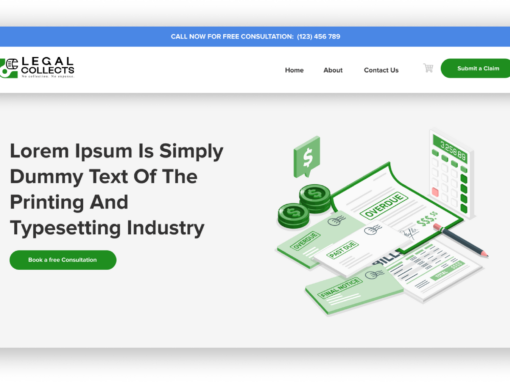 CALL NOW FOR FREE CONSULTATION: (123) 456 789
LEGAL
COLLECTS
Home About Contact Us
Submit a Claim
Lorem Ipsum Is Simply
Dummy Text Of The
Printing And
Typesetting Industry
Book a free Consultation
OVERDUE
OVERDUE
PAST DUE
BILL
FINAL NOTICE